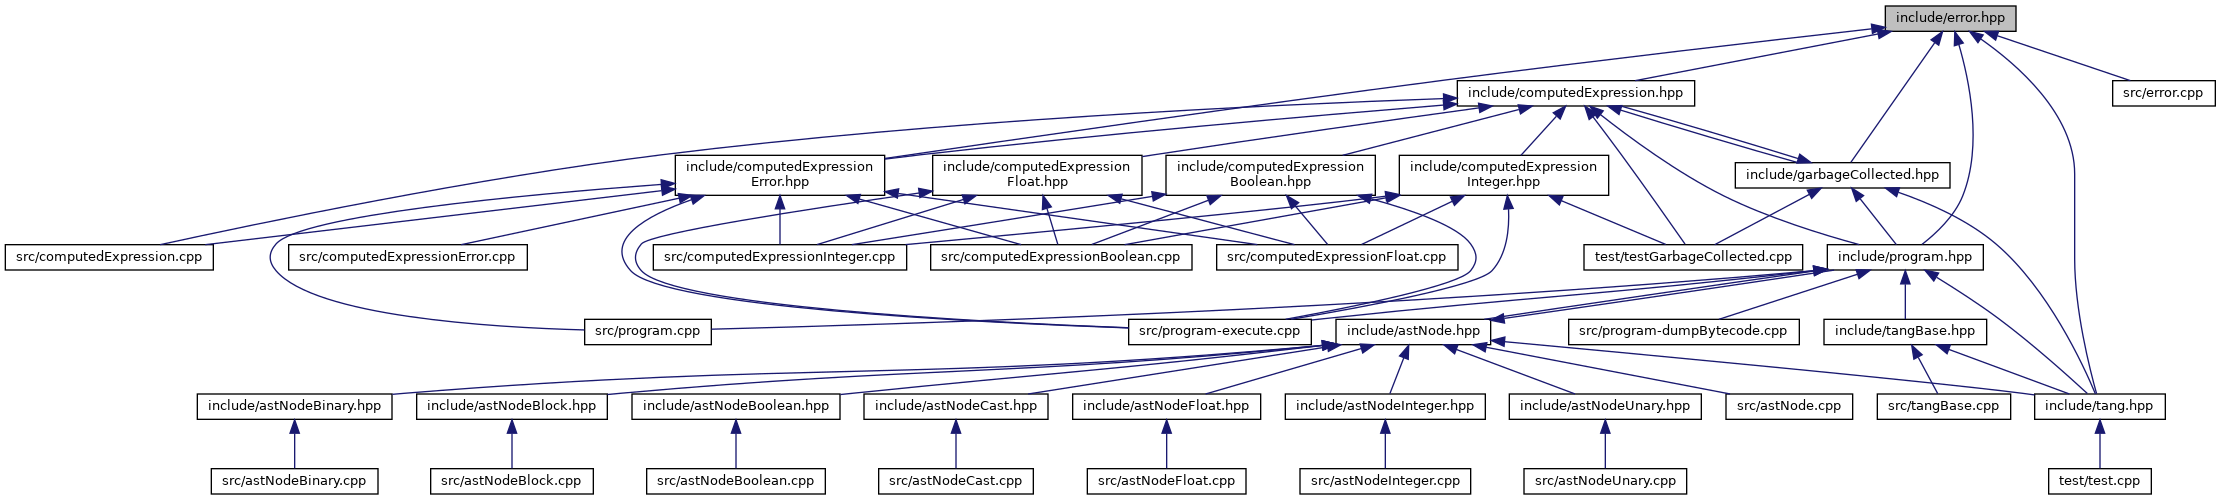 include/error.hpp
include/computedExpression.hpp
src/error.cpp
include/computedExpression
Error.hpp
include/computedExpression
Float.hpp
include/computedExpression
Boolean.hpp
include/computedExpression
Integer.hpp
include/garbageCollected.hpp
src/computedExpression.cpp
src/computedExpressionError.cpp
src/computedExpressionInteger.cpp
src/computedExpressionBoolean.cpp
src/computedExpressionFloat.cpp
test/testGarbageCollected.cpp
include/program.hpp
src/program.cpp
src/program-execute.cpp
include/astNode.hpp
src/program-dumpBytecode.cpp
include/tangBase.hpp
include/astNodeBinary.hpp
include/astNodeBlock.hpp
include/astNodeBoolean.hpp
include/astNodeCast.hpp
include/astNodeFloat.hpp
include/astNodeInteger.hpp
include/astNodeUnary.hpp
src/astNode.cpp
src/tangBase.cpp
include/tang.hpp
src/astNodeBinary.cpp
src/astNodeBlock.cpp
src/astNodeBoolean.cpp
src/astNodeCast.cpp
src/astNodeFloat.cpp
src/astNodeInteger.cpp
src/astNodeUnary.cpp
test/test.cpp